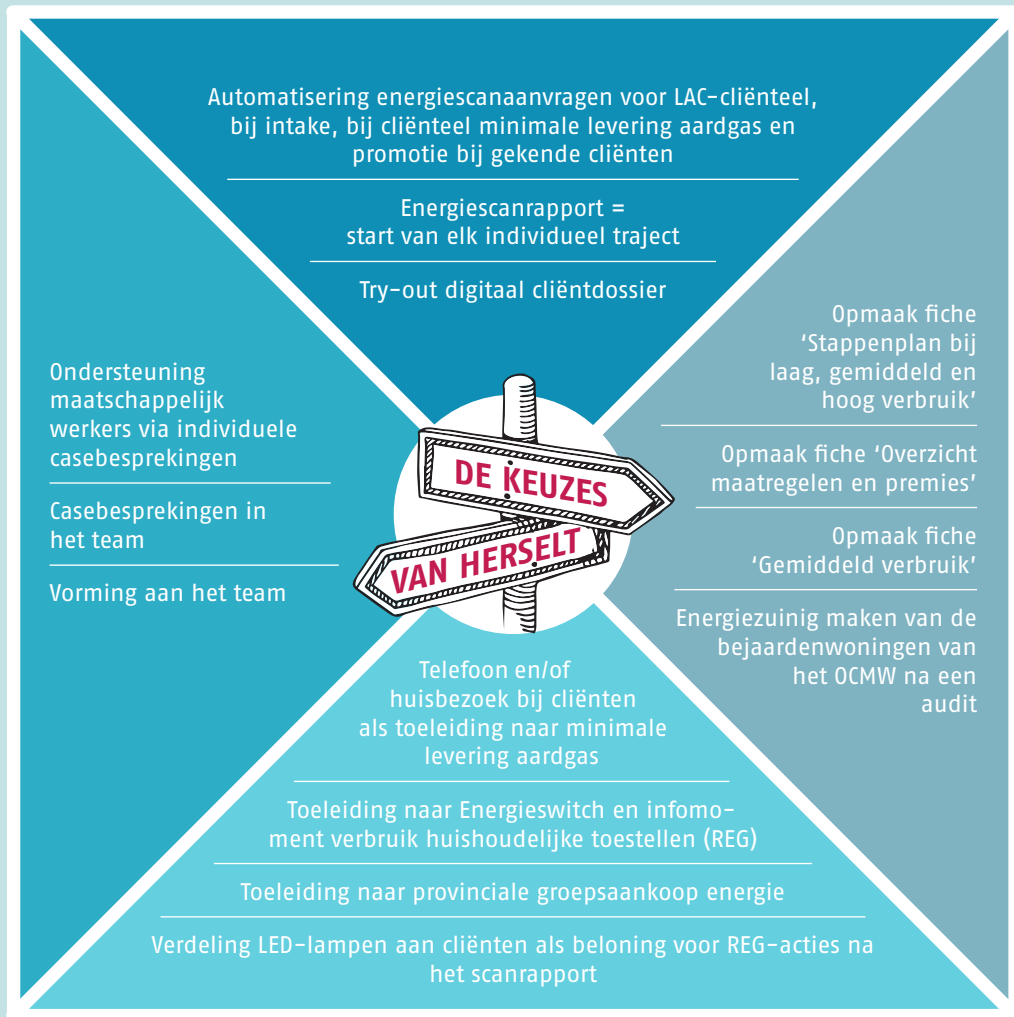 Automatisering energiescanaanvragen voor LAC-cliënteel,
bij intake, bij cliënteel minimale levering aardgas en
promotie bij gekende cliënten
Energiescanrapport =
start van elk individueel traject
Try-out digitaal cliëntdossier
Ondersteuning
maatschappelijk
werkers via individuele
casebesprekingen
Casebesprekingen in
het team
Vorming aan het team
DE KEUZES
VAN HERSELT
Opmaak fiche
‘Stappenplan bij
laag, gemiddeld en
hoog verbruik’
Opmaak fiche ‘Overzicht
maatregelen en premies’
Opmaak fiche
‘Gemiddeld verbruik’
Energiezuinig maken van de
bejaardenwoningen van
het OCMW na een
audit
Telefoon en/of
huisbezoek bij cliënten
als toeleiding naar minimale
levering aardgas
Toeleiding naar Energieswitch en infomo-
ment verbruik huishoudelijke toestellen (REG)
Toeleiding naar provinciale groepsaankoop energie
Verdeling LED-lampen aan cliënten als beloning voor REG-acties na
het scanrapport